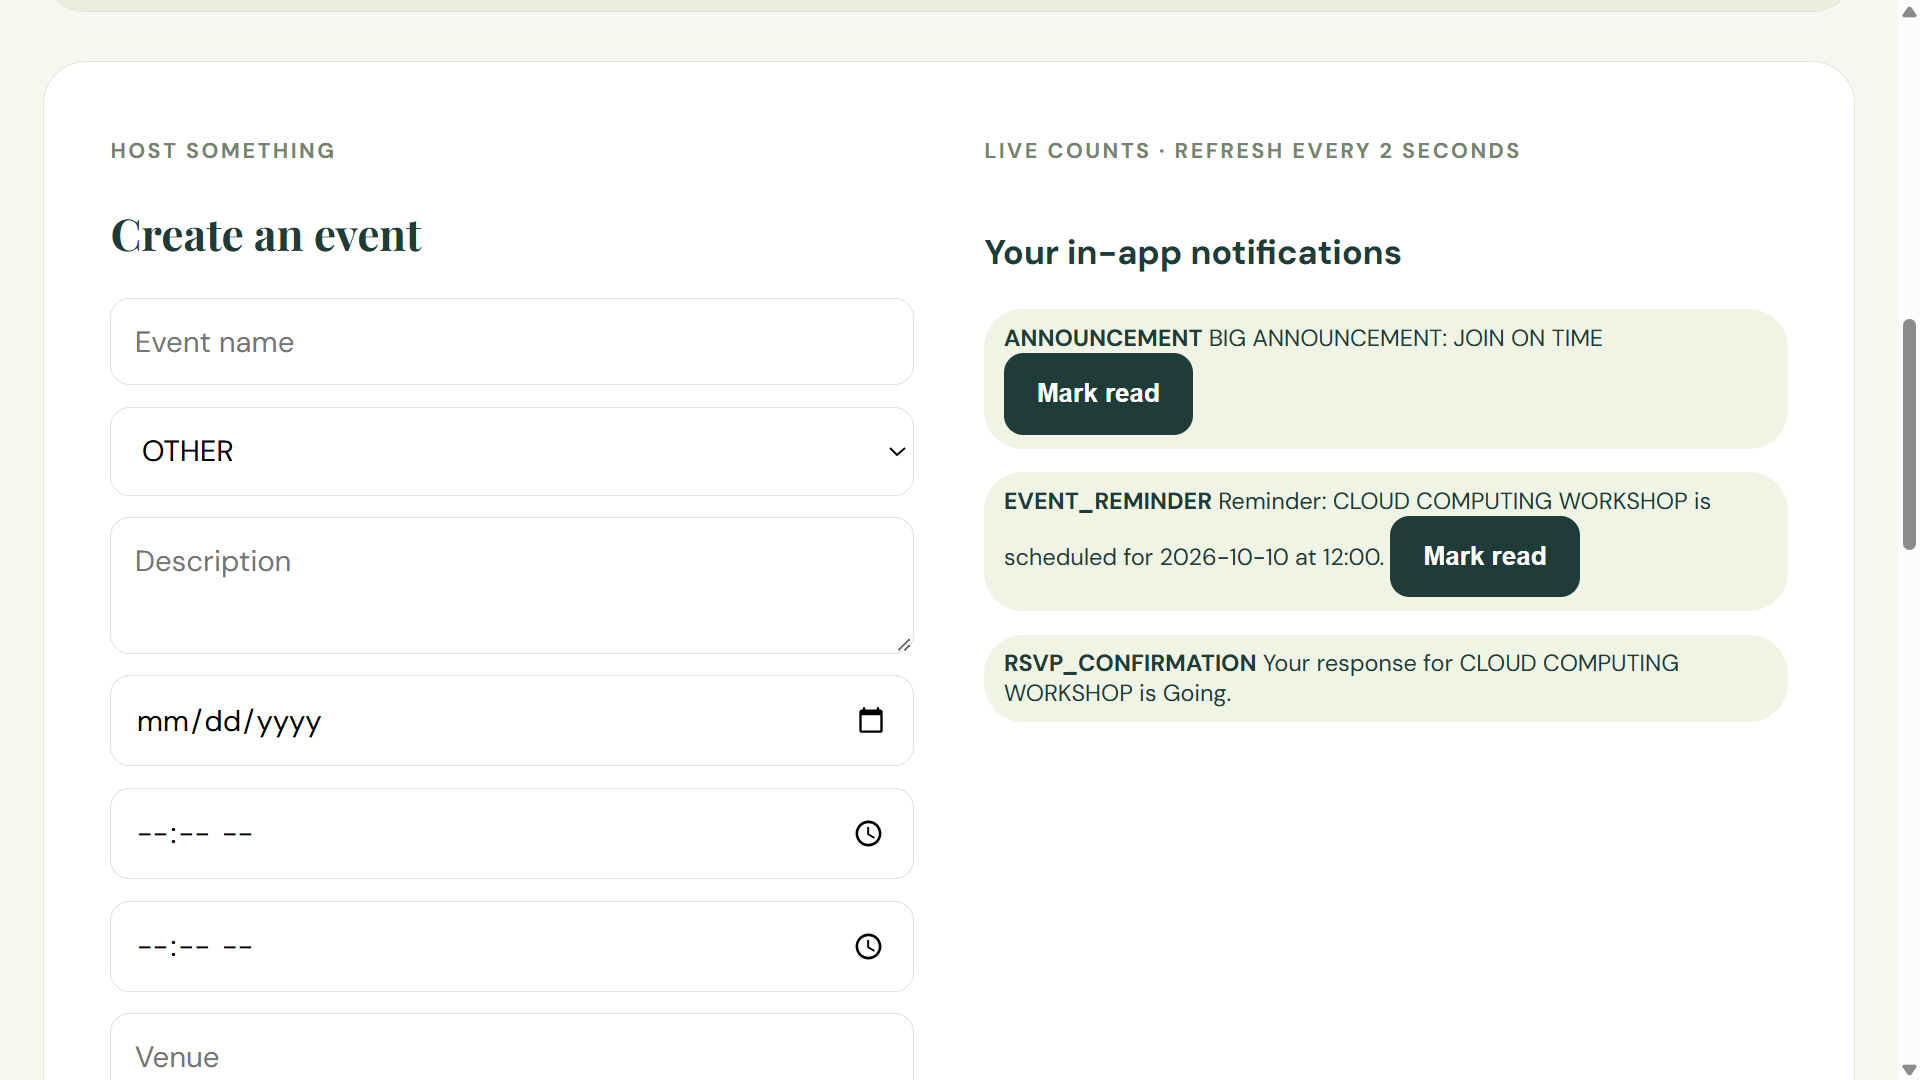 HOST SOMETHING
Create an event
Event name
OTHER
Description
mm/dd/yyyy
--:-- --
--:-- --
Venue
LIVE COUNTS · REFRESH EVERY 2 SECONDS
Your in-app notifications
ANNOUNCEMENT BIG ANNOUNCEMENT: JOIN ON TIME
Mark read
EVENT_REMINDER Reminder: CLOUD COMPUTING WORKSHOP is
scheduled for 2026-10-10 at 12:00. Mark read
RSVP_CONFIRMATION Your response for CLOUD COMPUTING
WORKSHOP is Going.